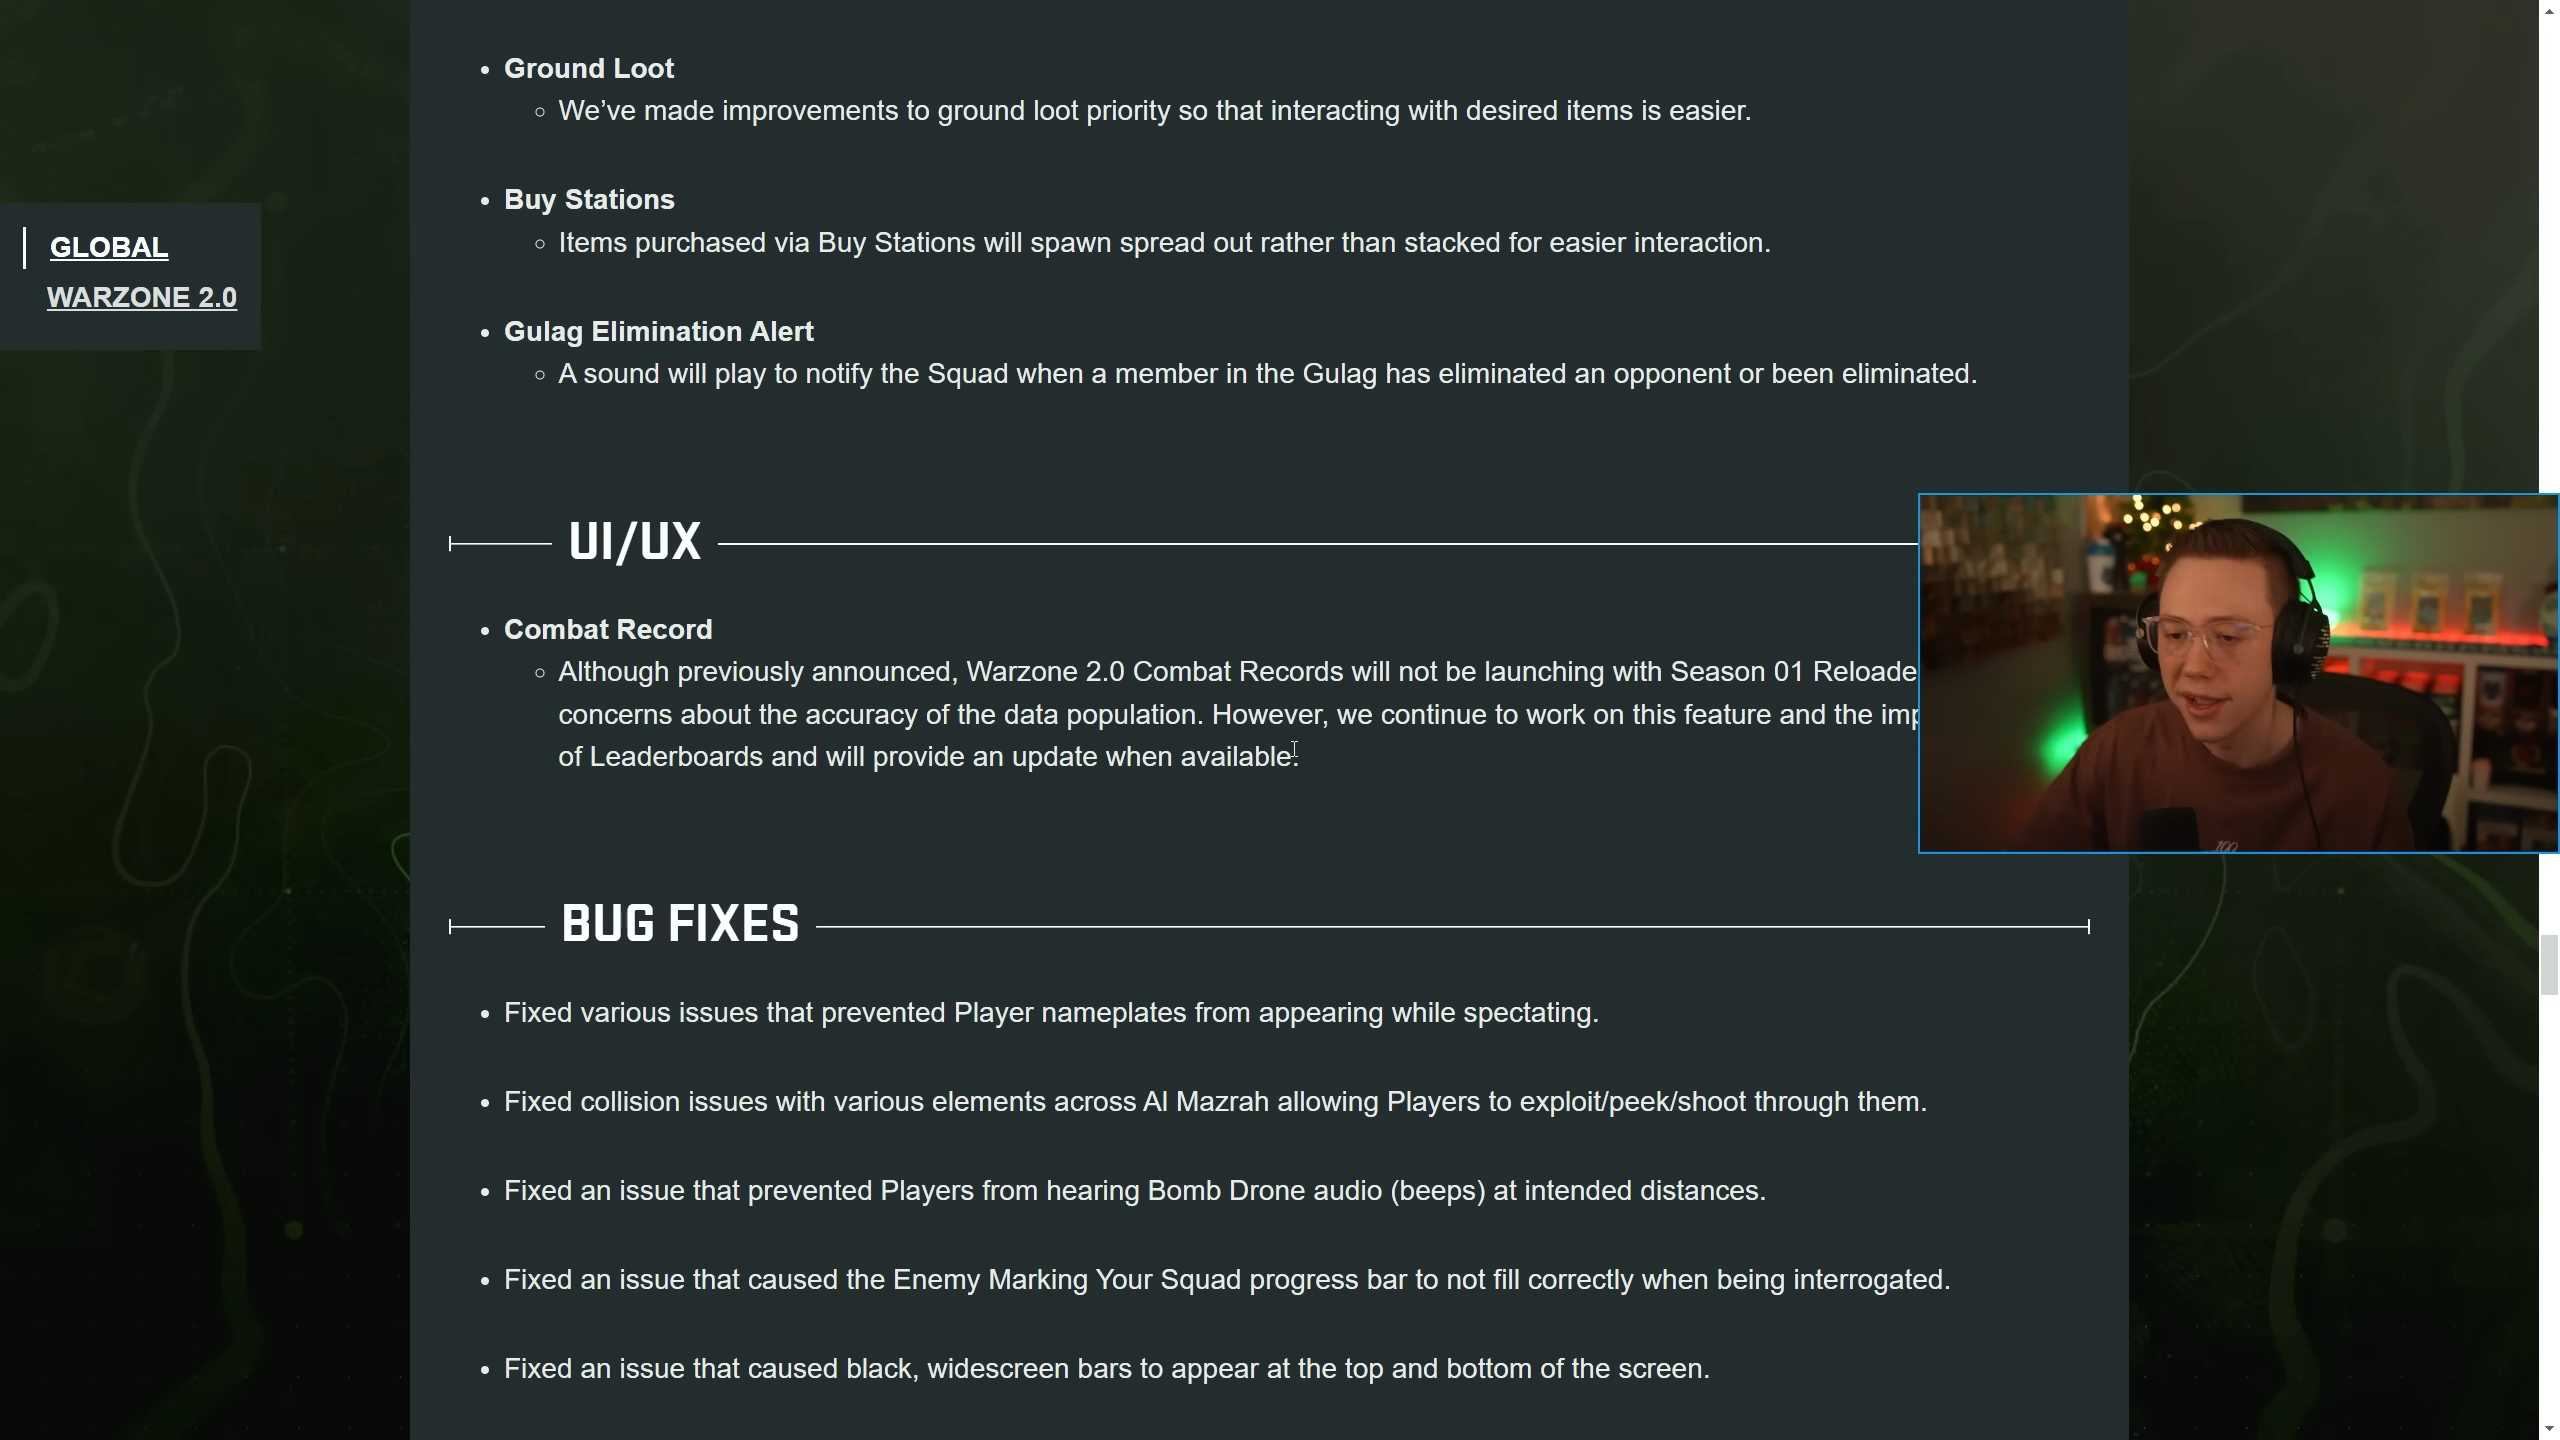 Ground Loot
We’ve made improvements to ground loot priority so that interacting with desired items is easier.
Buy Stations
Items purchased via Buy Stations will spawn spread out rather than stacked for easier interaction.
GLOBAL
WARZONE 2.0
Gulag Elimination Alert
A sound will play to notify the Squad when a member in the Gulag has eliminated an opponent or been eliminated.
UI/UX
Combat Record
Although previously announced, Warzone 2.0 Combat Records will not be launching with Season 01 Reloade
concerns about the accuracy of the data population. However, we continue to work on this feature and the imp
of Leaderboards and will provide an update when available.
BUG FIXES
Fixed various issues that prevented Player nameplates from appearing while spectating.
Fixed collision issues with various elements across Al Mazrah allowing Players to exploit/peek/shoot through them.
Fixed an issue that prevented Players from hearing Bomb Drone audio (beeps) at intended distances.
Fixed an issue that caused the Enemy Marking Your Squad progress bar to not fill correctly when being interrogated.
Fixed an issue that caused black, widescreen bars to appear at the top and bottom of the screen.